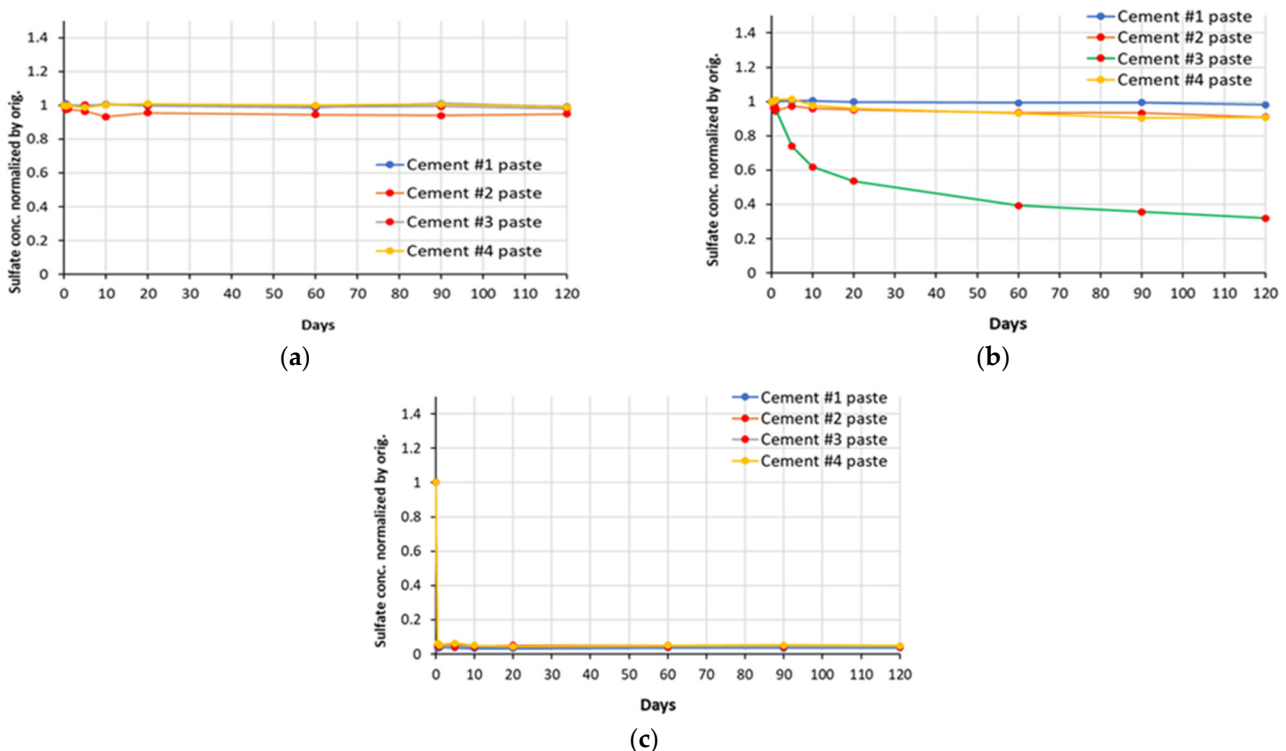 Sulfate conc. normalized by orig.
1.4
1.2
1
0.8
0.6
0.4
0.2
0
Cement #1 paste
Cement #2 paste
Cement #3 paste
Cement #4 paste
0 10 20 30 40 50 60 70 80 90 100 110 120
Days
(a)
Sulfate conc. normalized by orig.
1.4
1.2
1
0.8
0.6
0.4
0.2
0
Cement #1 paste
Cement #2 paste
Cement #3 paste
Cement #4 paste
0 10 20 30 40 50 60 70 80 90 100 110 120
Days
(b)
Sulfate conc. normalized by orig.
1.4
1.2
1
0.8
0.6
0.4
0.2
0
Cement #1 paste
Cement #2 paste
Cement #3 paste
Cement #4 paste
0 10 20 30 40 50 60 70 80 90 100 110 120
Days
(c)